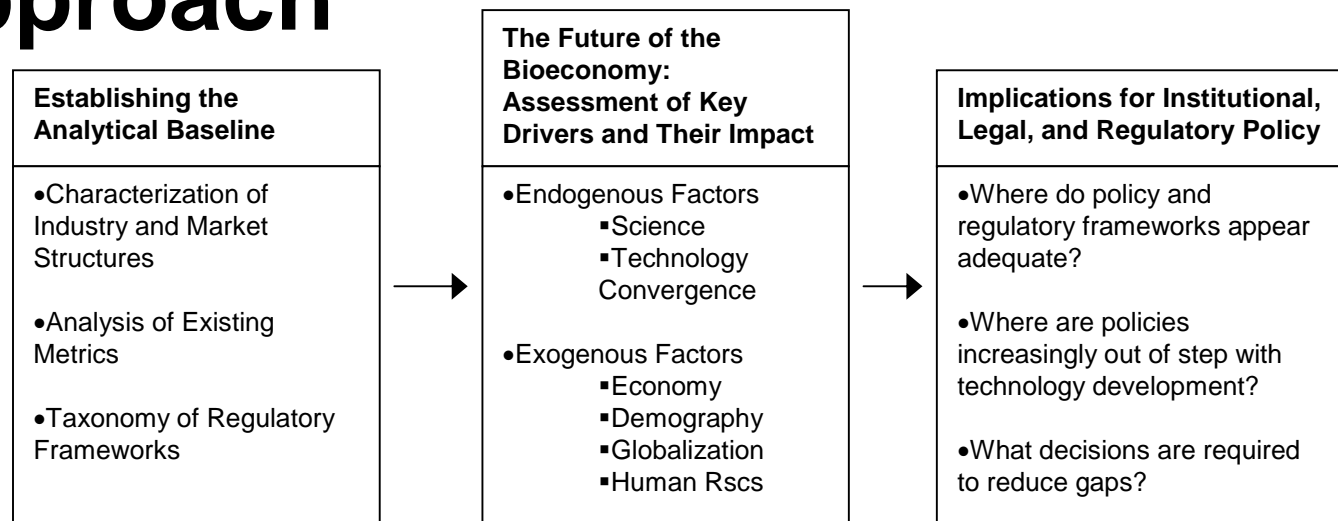 Establishing the
Analytical Baseline
•Characterization of
Industry and Market
Structures
•Analysis of Existing
Metrics
•Taxonomy of Regulatory
Frameworks
The Future of the
Bioeconomy:
Assessment of Key
Drivers and Their Impact
•Endogenous Factors
▪Science
▪Technology
Convergence
•Exogenous Factors
▪Economy
▪Demography
▪Globalization
▪Human Rscs
Implications for Institutional,
Legal, and Regulatory Policy
•Where do policy and
regulatory frameworks appear
adequate?
•Where are policies
increasingly out of step with
technology development?
•What decisions are required
to reduce gaps?